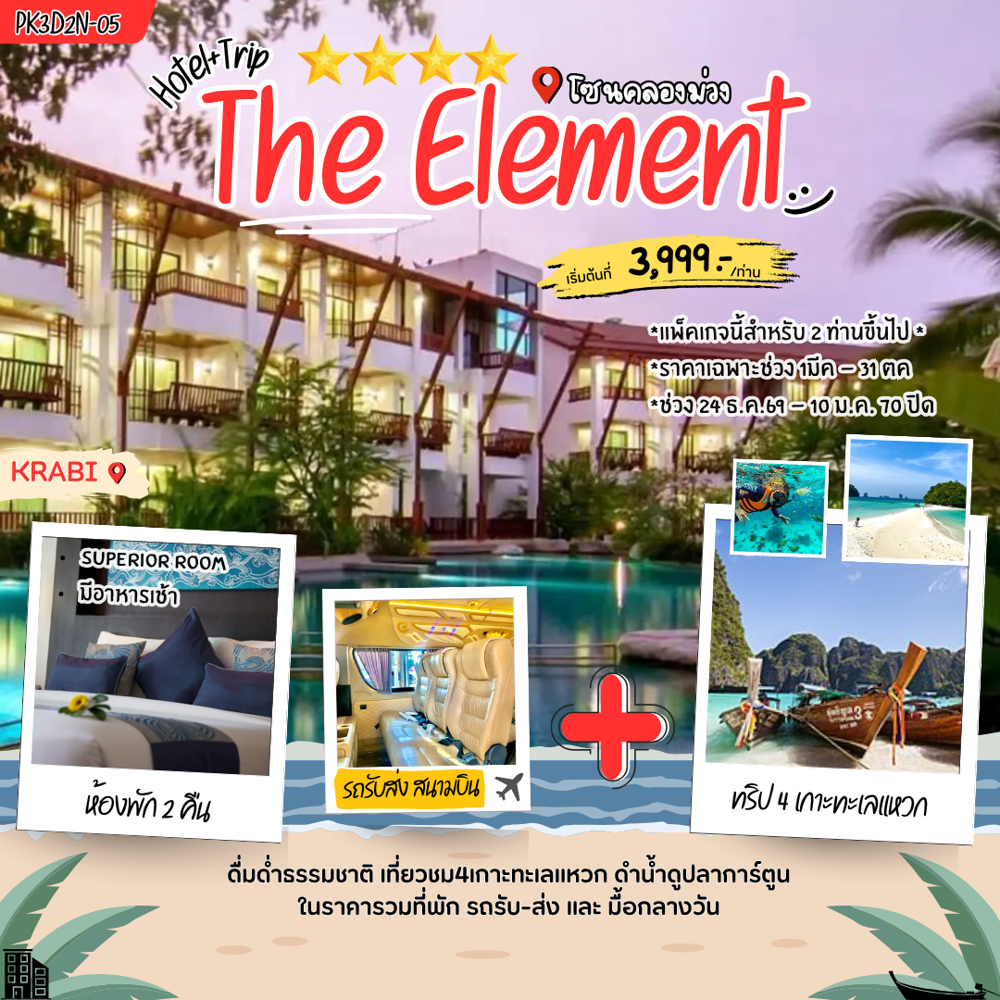 PK3D2N-05
Hotel+Trip
โซนคลองม่วง
The Element
เริ่มต้นที่ 3,999.- /ท่าน
*แพ็คเกจนี้สำหรับ 2 ท่านขึ้นไป *
*ราคาเฉพาะช่วง 1มีค – 31 ตค
*ช่วง 24 ธ.ค.69 – 10 ม.ค. 70 ปิด
KRABI
• SUPERIOR ROOM
• มีอาหารเช้า
ห้องพัก 2 คืน
รถรับส่ง สนามบิน
ทริป 4 เกาะทะเลแหวก
ดื่มด่ำธรรมชาติ เที่ยวชม4เกาะทะเลแหวก ดำน้ำดูปลาการ์ตูน
ในราคารวมที่พัก รถรับ-ส่ง และ มื้อกลางวัน